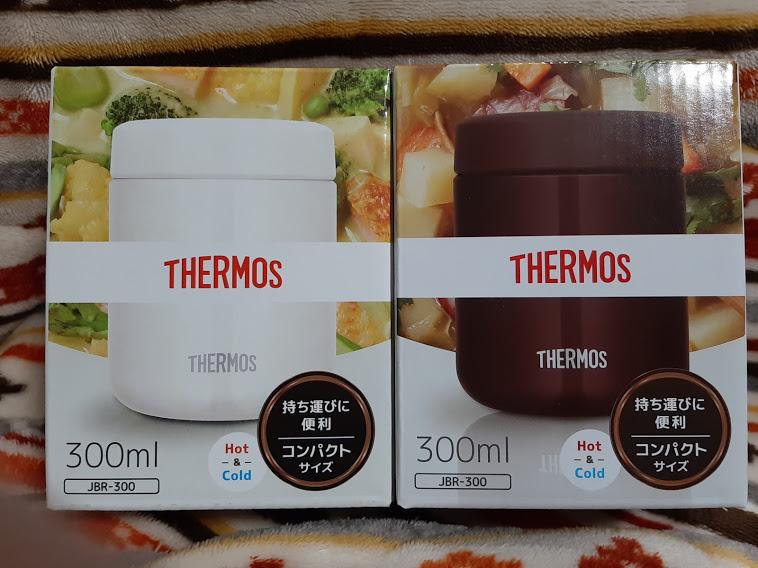 THERMOS
THERMOS
300ml
JBR-300
Hot
-&-
Cold
持ち運びに
便利
コンパクト
サイズ
THERMOS
THERMOS
300ml
JBR-300
Hot
-&-
Cold
持ち運びに
便利
コンパクト
サイズ